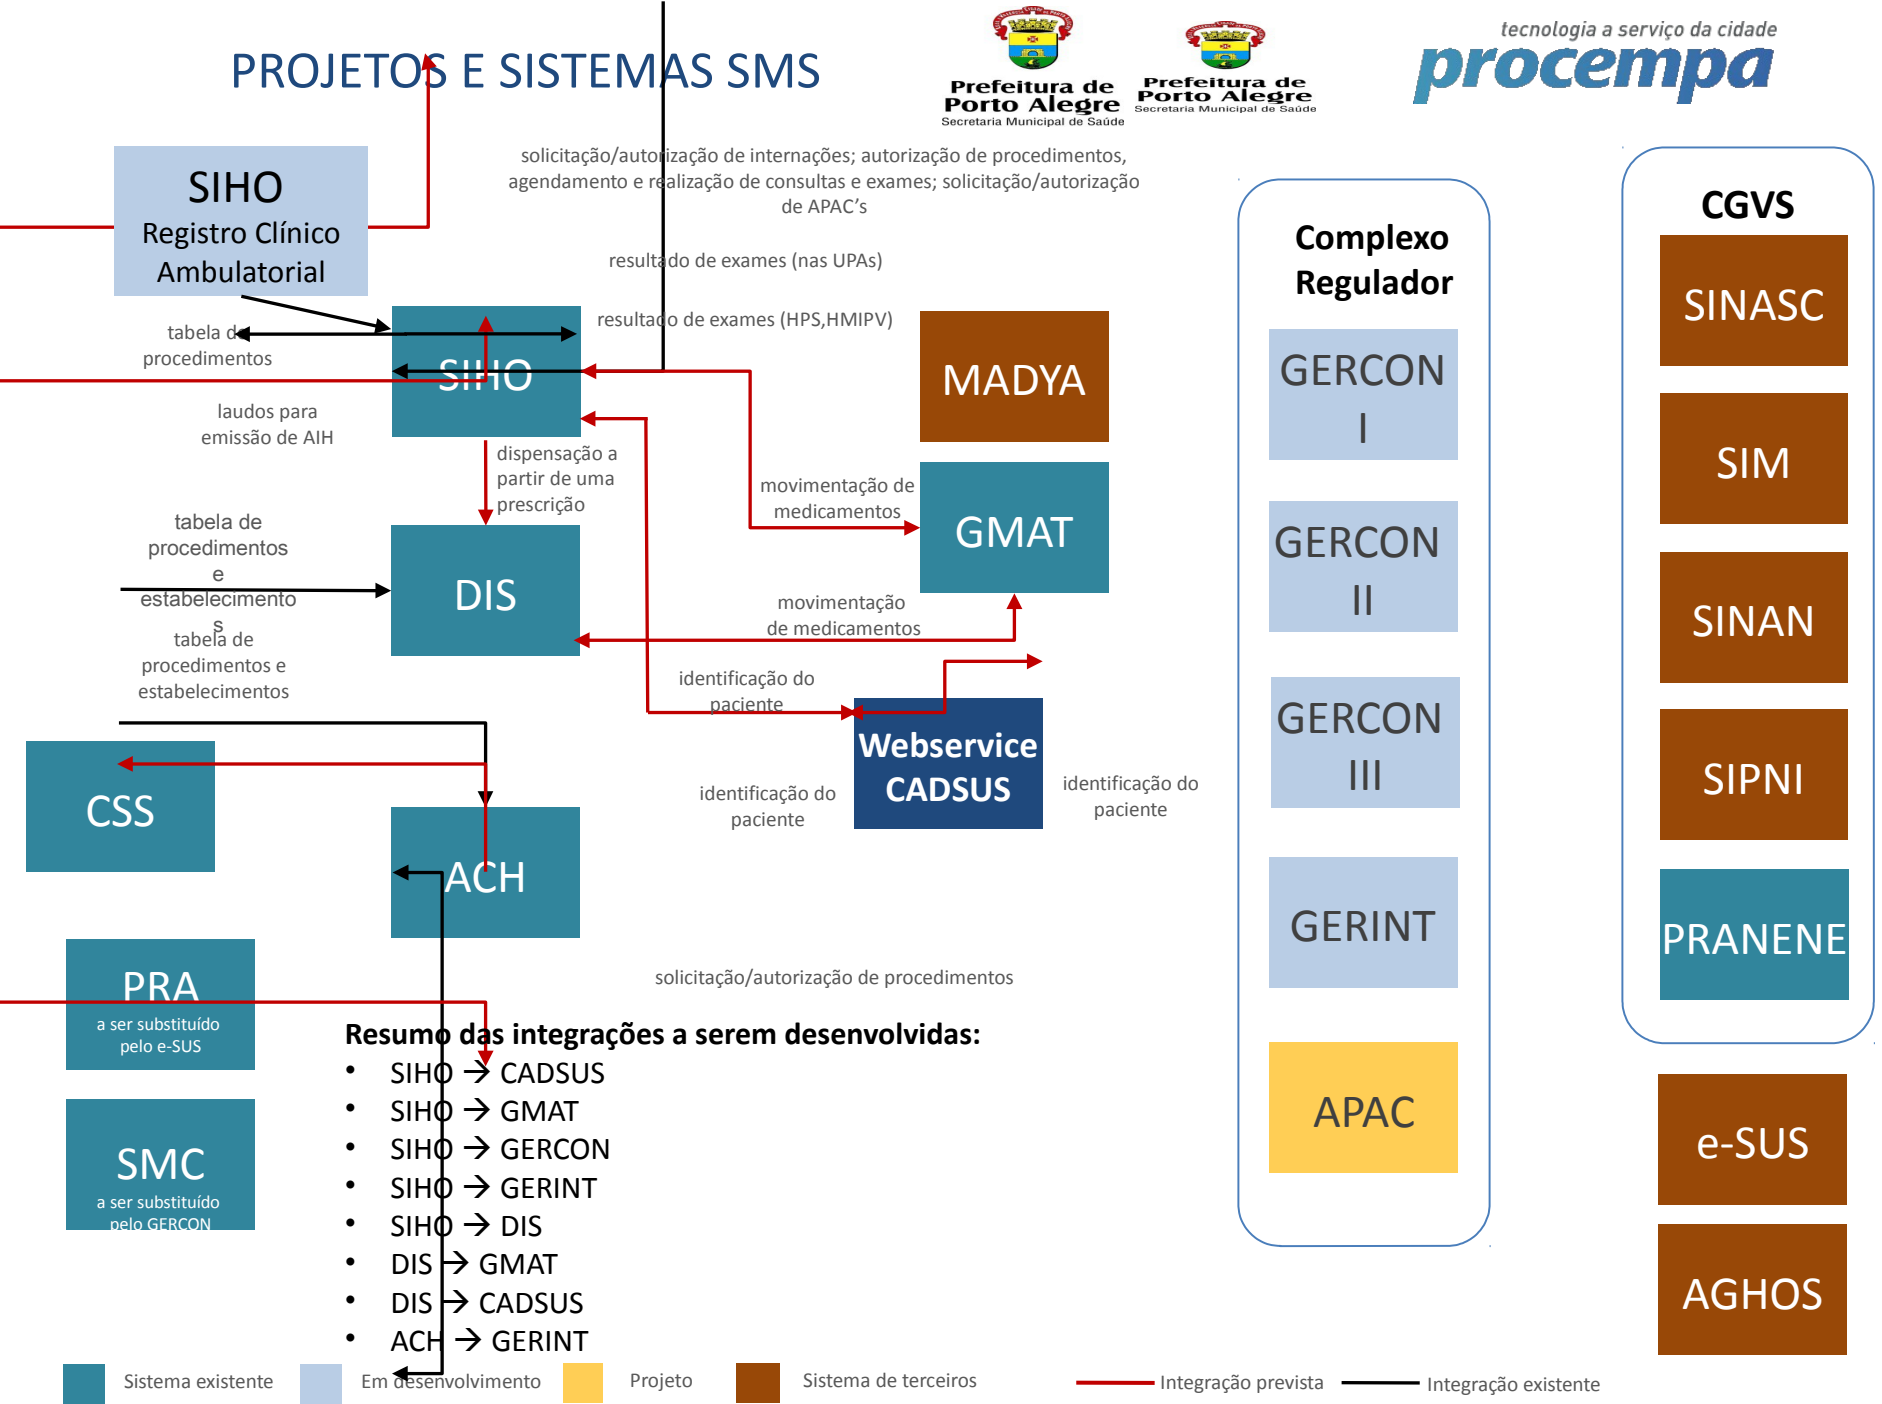 PROJETOS E SISTEMAS SMS
Prefeitura de
Porto Alegre
Secretaria Municipal de Saúde
Prefeitura de
Porto Alegre
Secretaria Municipal de Saúde
tecnologia a serviço da cidade
procempa
SIHO
Registro Clínico
Ambulatorial
solicitação/autorização de internações; autorização de procedimentos,
agendamento e realização de consultas e exames; solicitação/autorização
de APAC’s
resultado de exames (nas UPAs)
resultado de exames (HPS,HMIPV)
tabela de
procedimentos
SIHO
laudos para
emissão de AIH
dispensação a
partir de uma
prescrição
MADYA
movimentação de
medicamentos
GMAT
tabela de
procedimentos
e
estabelecimento
s
DIS
movimentação
de medicamentos
tabela de
procedimentos e
estabelecimentos
identificação do
paciente
Webservice
CADSUS
identificação do
paciente
identificação do
paciente
CSS
ACH
PRA
a ser substituído
pelo e-SUS
SMC
a ser substituído
pelo GERCON
solicitação/autorização de procedimentos
Resumo das integrações a serem desenvolvidas:
• SIHO → CADSUS
• SIHO → GMAT
• SIHO → GERCON
• SIHO → GERINT
• SIHO → DIS
• DIS → GMAT
• DIS → CADSUS
• ACH → GERINT
Complexo
Regulador
GERCON
I
GERCON
II
GERCON
III
GERINT
APAC
CGVS
SINASC
SIM
SINAN
SIPNI
PRANENE
e-SUS
AGHOS
Sistema existente
Em desenvolvimento
Projeto
Sistema de terceiros
Integração prevista
Integração existente